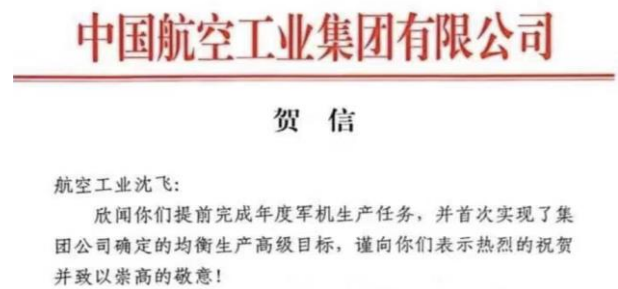 中国航空工业集团有限公司
贺 信
航空工业沈飞:
欣闻你们提前完成年度军机生产任务,并首次实现了集
团公司确定的均衡生产高级目标,谨向你们表示热烈的祝贺
并致以崇高的敬意!